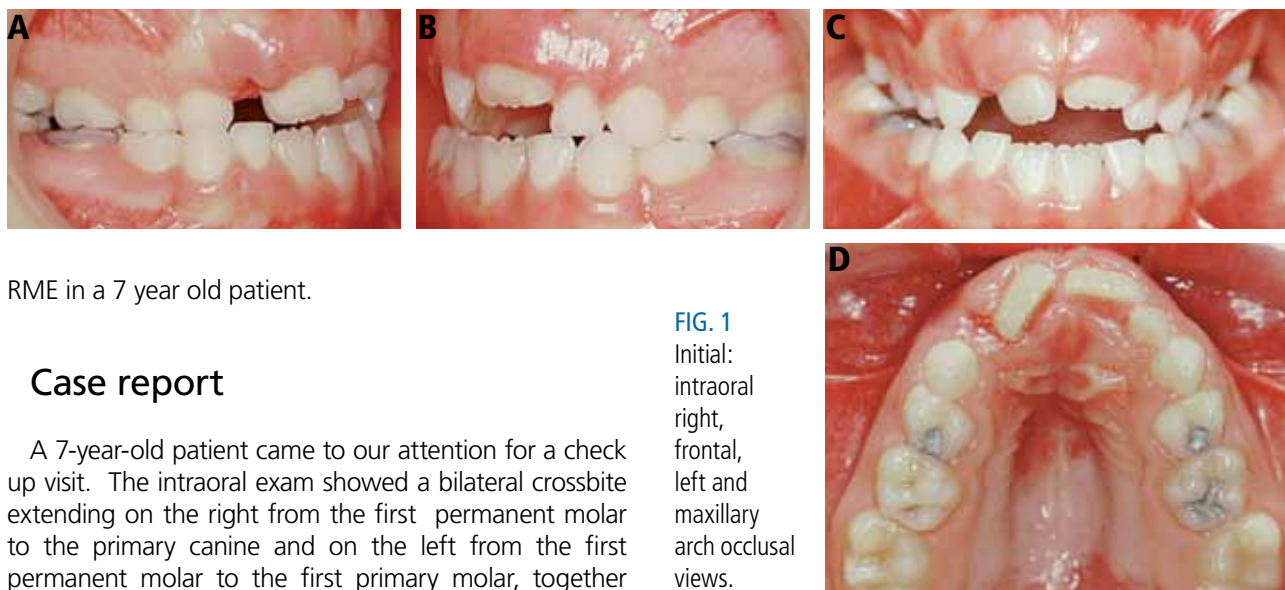 A
B
C
D
RME in a 7 year old patient.
Case report
A 7-year-old patient came to our attention for a check
up visit. The intraoral exam showed a bilateral crossbite
extending on the right from the first permanent molar
to the primary canine and on the left from the first
permanent molar to the first primary molar, together
FIG. 1
Initial:
intraoral
right,
frontal,
left and
maxillary
arch occlusal
views.